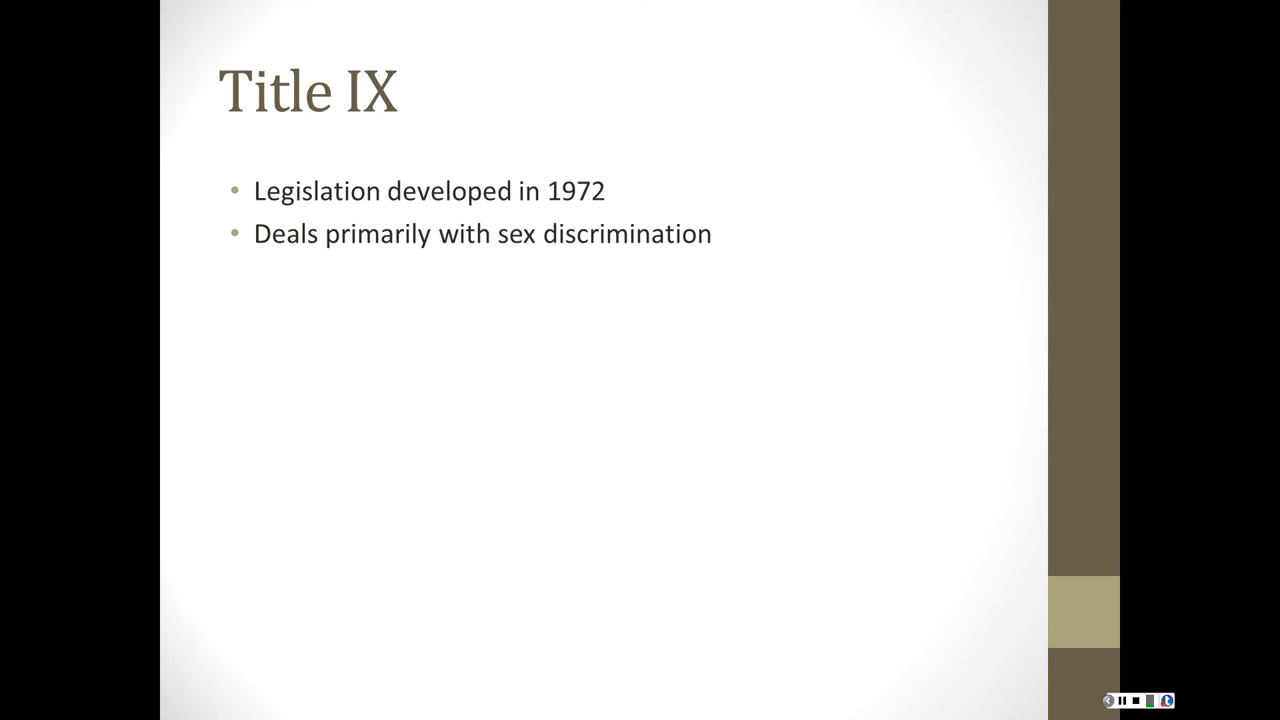 Title IX
• Legislation developed in 1972
• Deals primarily with sex discrimination